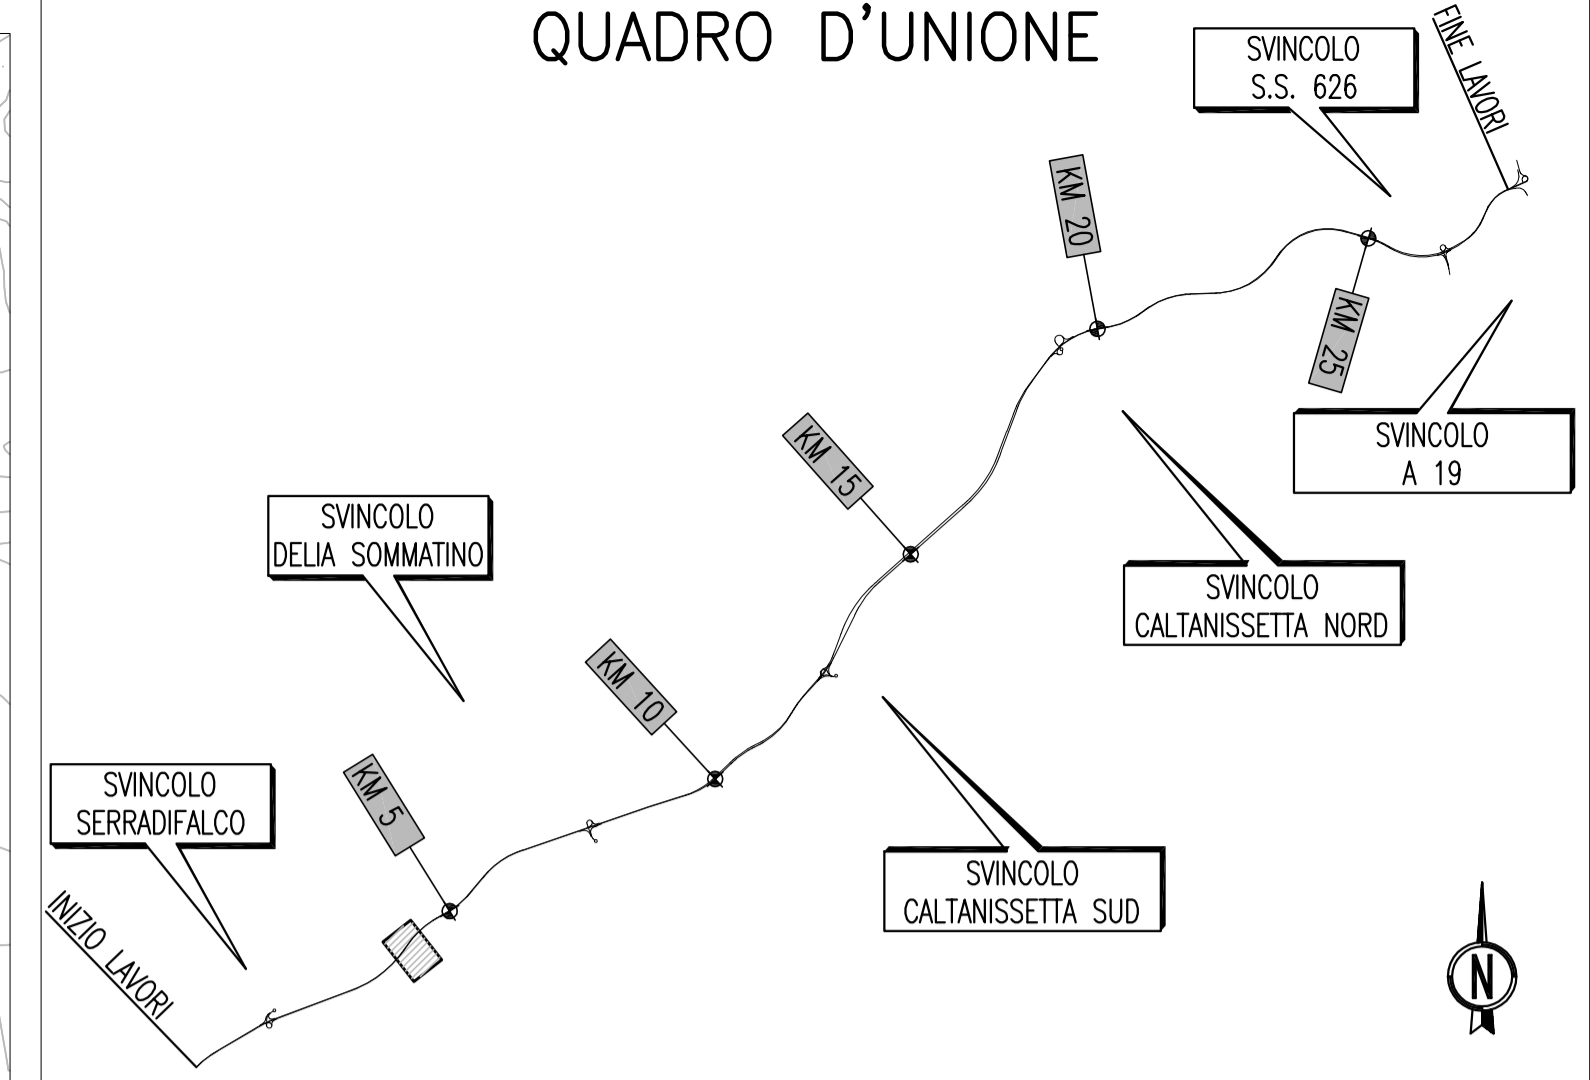 QUADRO D'UNIONE
SVINCOLO
S.S. 626
FINE LAVORI
KM 20
KM 25
SVINCOLO
A 19
KM 15
SVINCOLO
DELIA SOMMATINO
SVINCOLO
CALTANISSETTA NORD
KM 10
KM 5
SVINCOLO
SERRADIFALCO
SVINCOLO
CALTANISSETTA SUD
INIZIO LAVORI
N